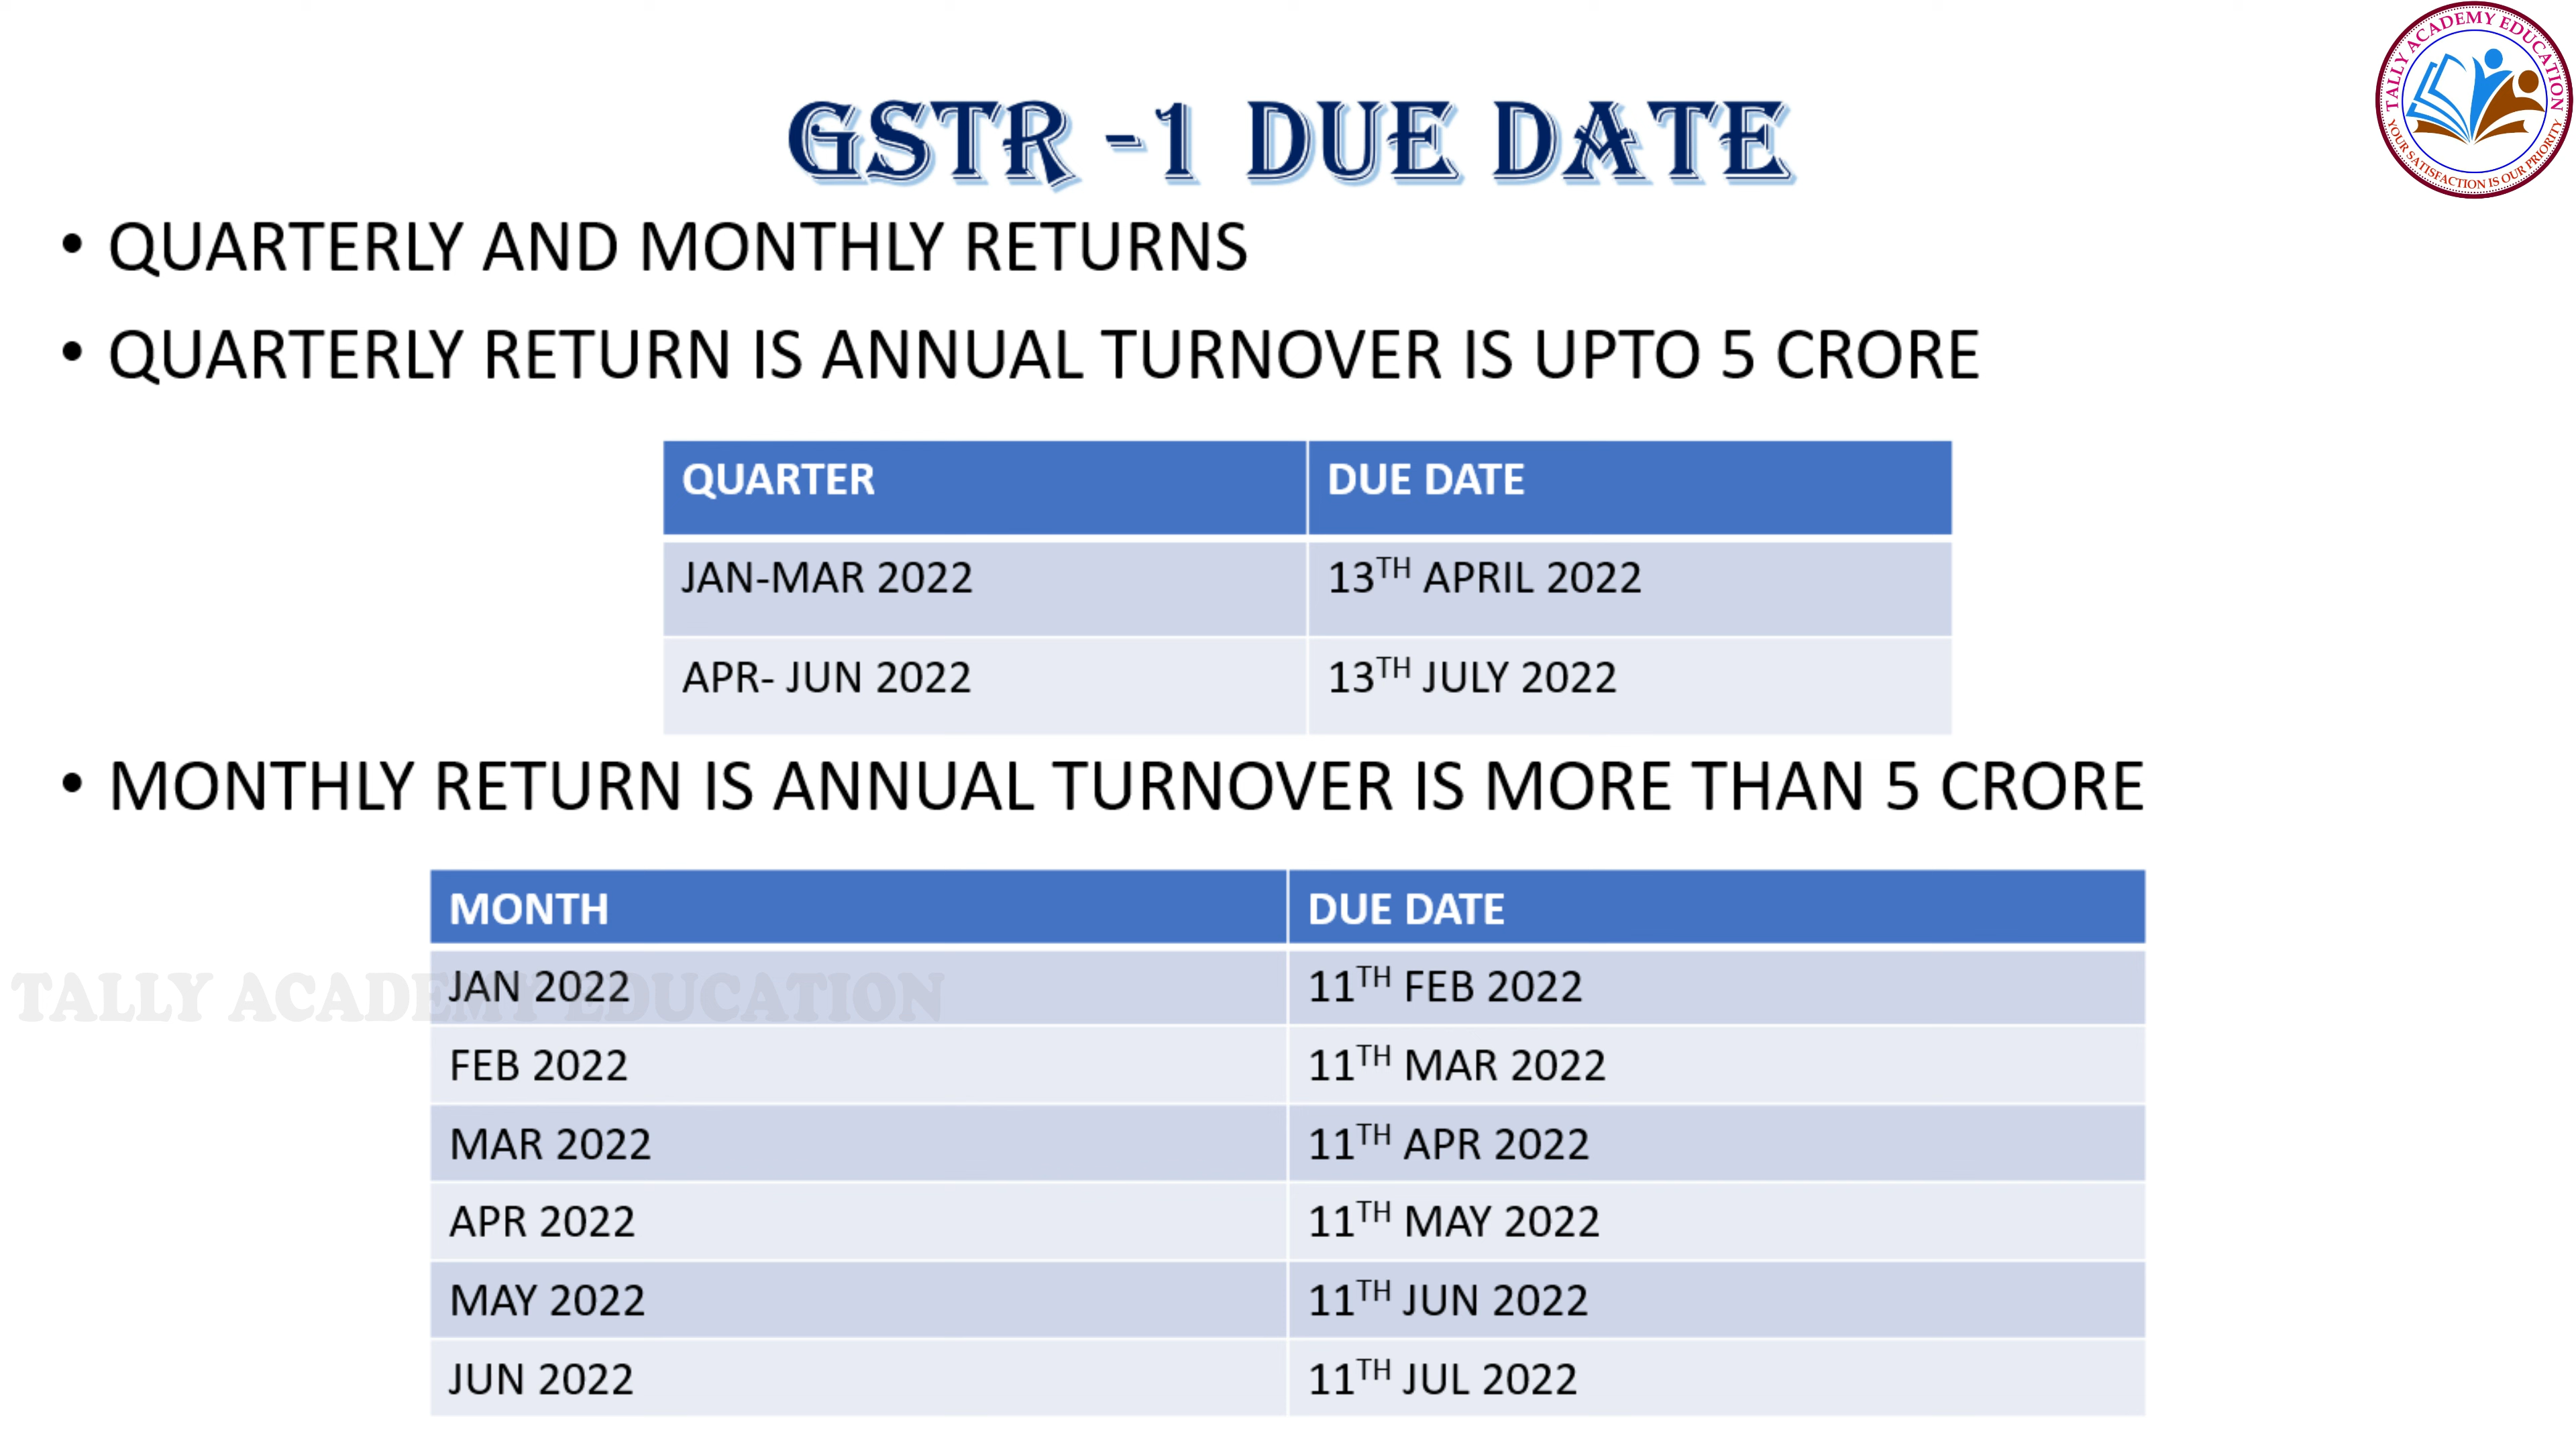 TALLY ACADEMY EDUCATION
YOUR SATISFACTION IS OUR PRIORITY
GSTR -1 DUE DATE
• QUARTERLY AND MONTHLY RETURNS
• QUARTERLY RETURN IS ANNUAL TURNOVER IS UPTO 5 CRORE
QUARTER DUE DATE
JAN-MAR 2022 13TH APRIL 2022
APR- JUN 2022 13TH JULY 2022
• MONTHLY RETURN IS ANNUAL TURNOVER IS MORE THAN 5 CRORE
MONTH DUE DATE
JAN 2022 11TH FEB 2022
TALLY ACADEMY EDUCATION
FEB 2022 11TH MAR 2022
MAR 2022 11TH APR 2022
APR 2022 11TH MAY 2022
MAY 2022 11TH JUN 2022
JUN 2022 11TH JUL 2022